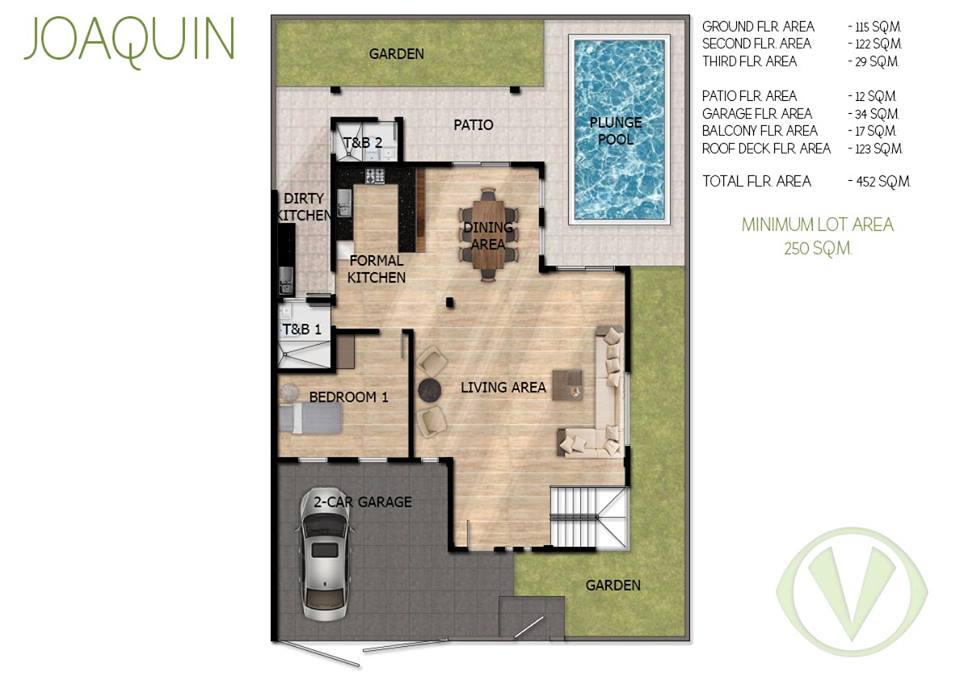 JOAQUIN
GROUND FLR. AREA - 115 SQ.M.
SECOND FLR. AREA - 122 SQ.M.
THIRD FLR. AREA - 29 SQ.M.
PATIO FLR. AREA - 12 SQ.M.
GARAGE FLR. AREA - 34 SQ.M.
BALCONY FLR. AREA - 17 SQ.M.
ROOF DECK FLR. AREA - 123 SQ.M.
TOTAL FLR. AREA - 452 SQ.M.
MINIMUM LOT AREA
250 SQ.M.
GARDEN
PLUNGE
POOL
PATIO
T&B 2
DIRTY
KITCHEN
DINING
AREA
FORMAL
KITCHEN
T&B 1
LIVING AREA
BEDROOM 1
2-CAR GARAGE
GARDEN